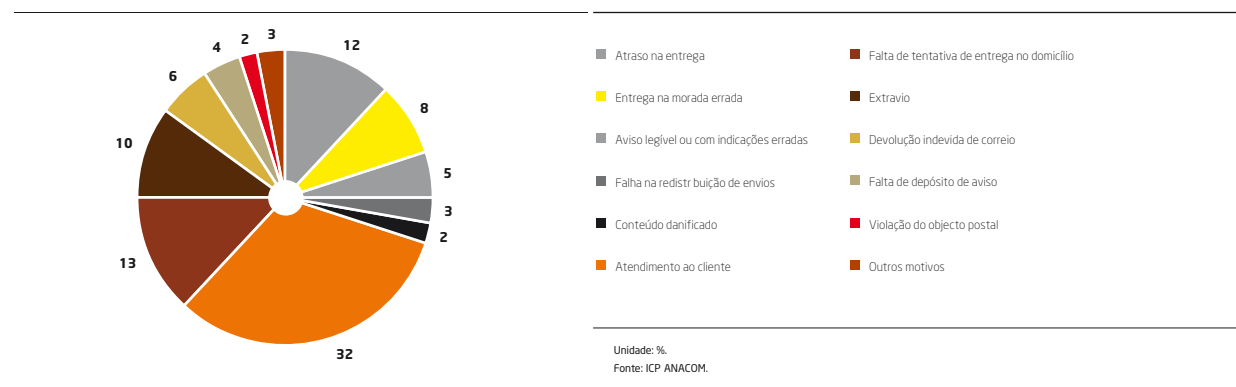 3
2
12
4
6
8
10
5
3
2
13
32
Atraso na entrega
Entrega na morada errada
Aviso legível ou com indicações erradas
Falha na redistr buição de envios
Conteúdo danificado
Atendimento ao cliente
Falta de tentativa de entrega no domicílio
Extravio
Devolução indevida de correio
Falta de depósito de aviso
Violação do objecto postal
Outros motivos
Unidade: %.
Fonte: ICP ANACOM.